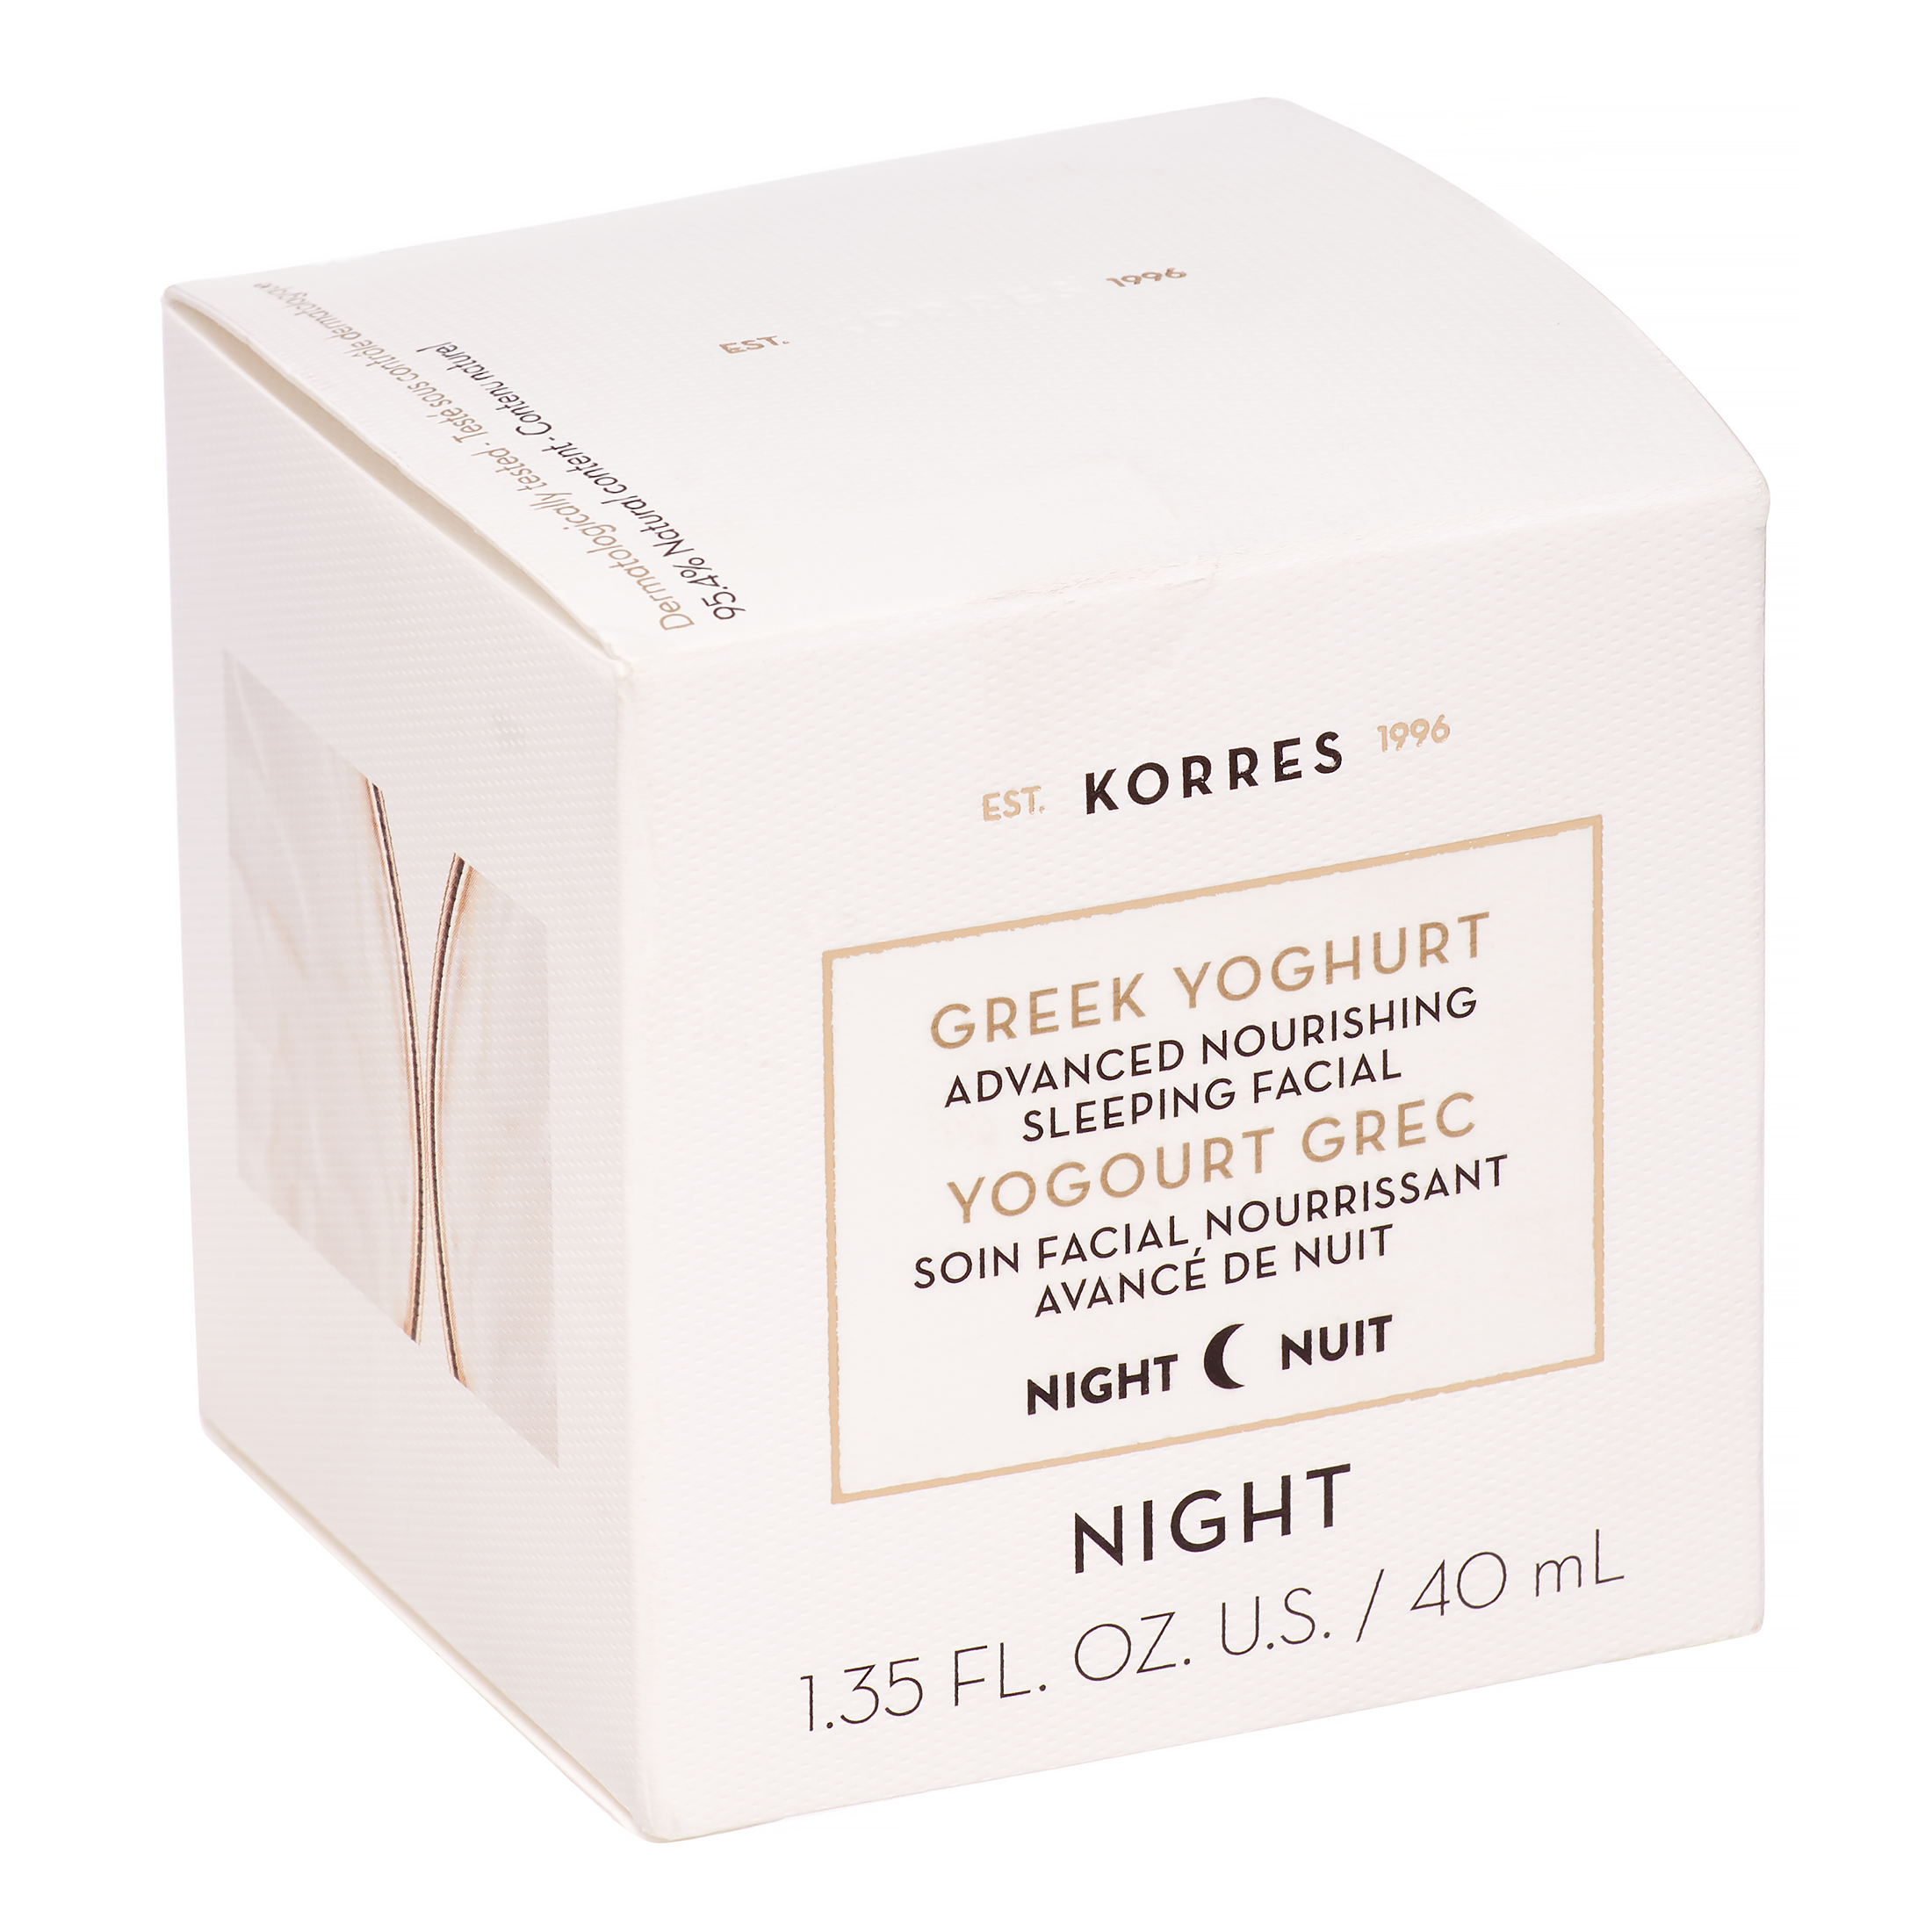 EST. KORRES 1996
95.4% Natural content - Contenu naturel
Dermatologically tested - Testé sous contrôle dermatologique
EST. KORRES 1996
GREEK YOGHURT
ADVANCED NOURISHING
SLEEPING FACIAL
YOGOURT GREC
SOIN FACIAL NOURRISSANT
AVANCÉ DE NUIT
NIGHT NUIT
NIGHT
1.35 FL. OZ. U.S. / 40 mL